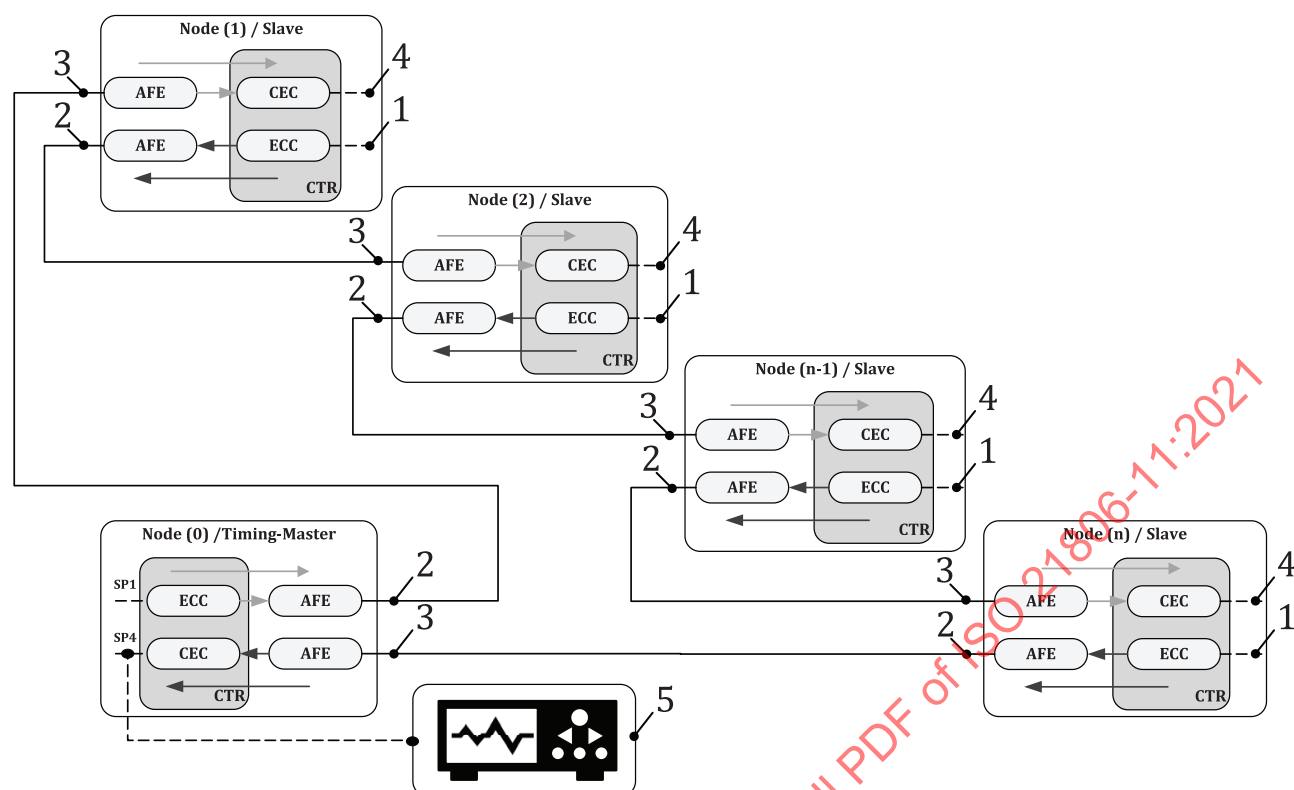 Node (1) / Slave
3
AFE
CEC
4
2
AFE
ECC
1
CTR
Node (2) / Slave
3
AFE
CEC
4
2
AFE
ECC
1
CTR
Node (n-1) / Slave
3
AFE
CEC
4
2
AFE
ECC
1
CTR
Node (0) /Timing-Master
SP1
ECC
AFE
2
SP4
CEC
AFE
3
CTR
Node (n) / Slave
3
AFE
CEC
4
2
AFE
ECC
1
CTR
5
PDF of ISO 21806-11:2021